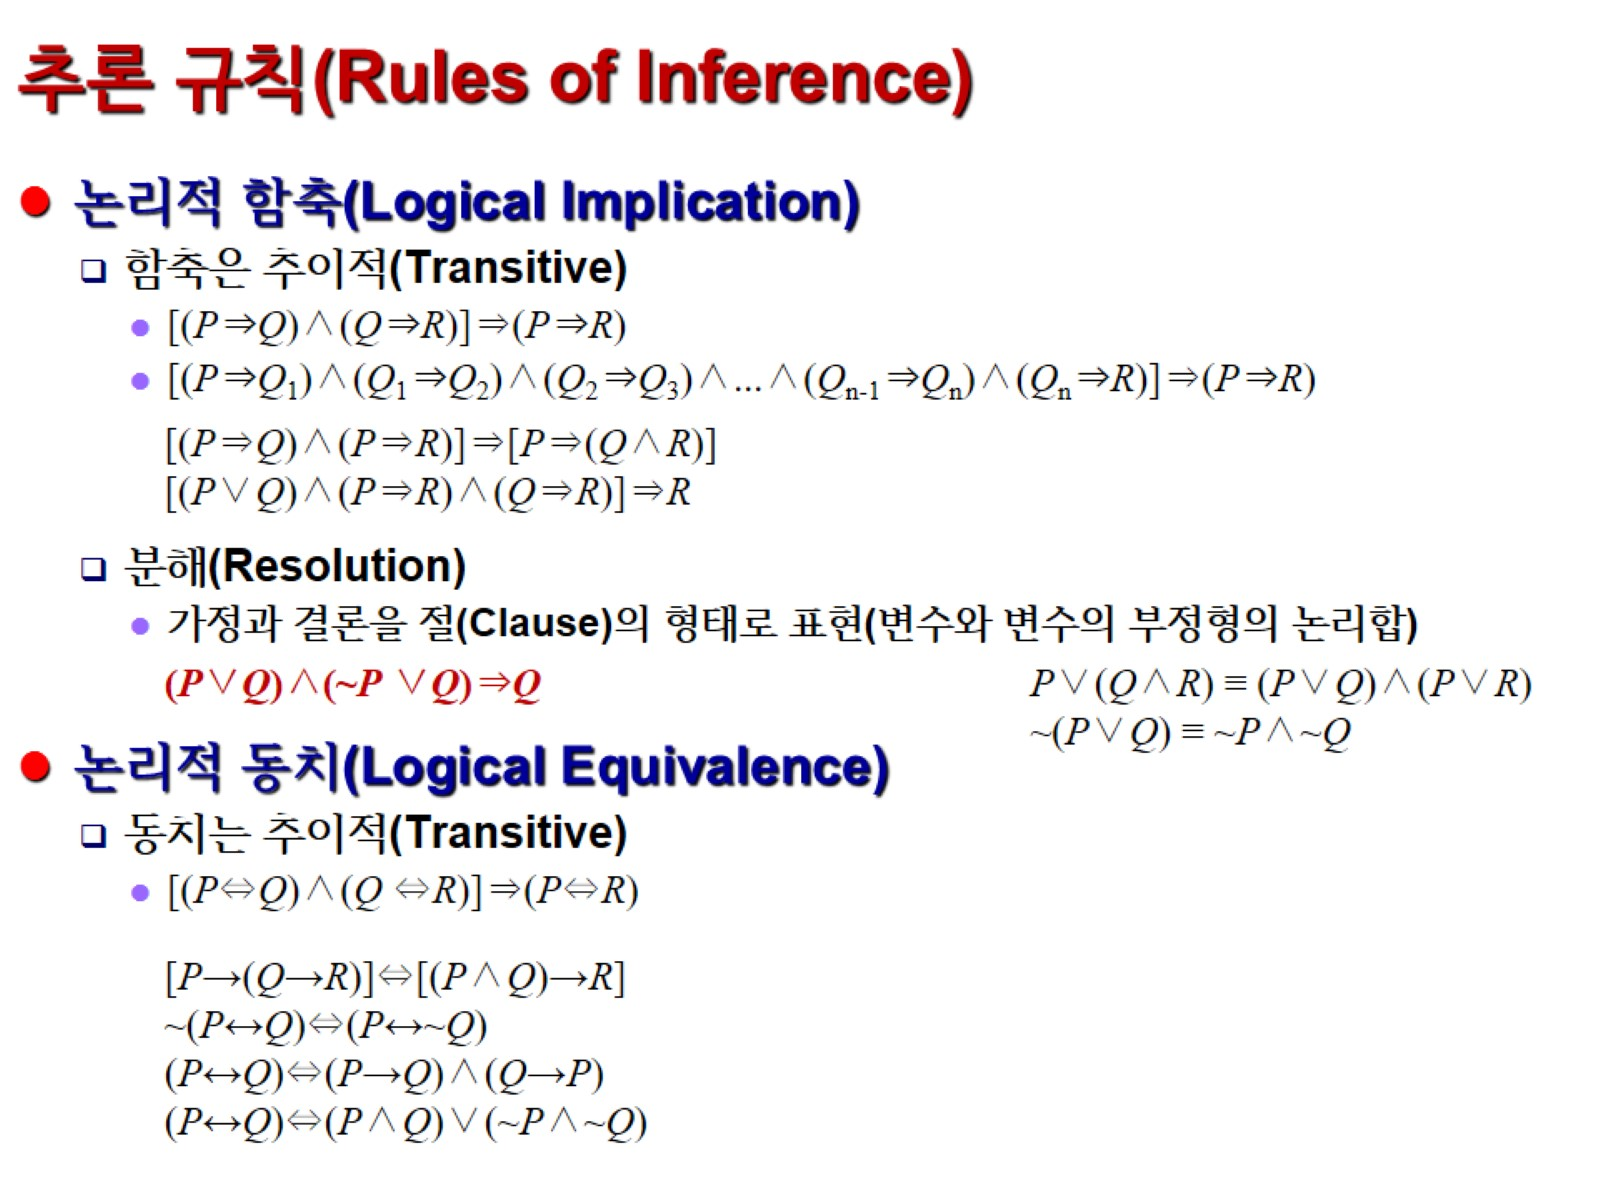 추론 규칙(Rules of Inference)
● 논리적 함축(Logical Implication)
❑ 함축은 추이적(Transitive)
● [(P⇒Q)∧(Q⇒R)]⇒(P⇒R)
● [(P⇒Q₁)∧(Q₁⇒Q₂)∧(Q₂⇒Q₃)∧...∧(Qₙ₋₁⇒Qₙ)∧(Qₙ⇒R)]⇒(P⇒R)
[(P⇒Q)∧(P⇒R)]⇒[P⇒(Q∧R)]
[(P∨Q)∧(P⇒R)∧(Q⇒R)]⇒R
❑ 분해(Resolution)
● 가정과 결론을 절(Clause)의 형태로 표현(변수와 변수의 부정형의 논리합)
(P∨Q)∧(~P ∨Q)⇒Q
P∨(Q∧R)≡(P∨Q)∧(P∨R)
~(P∨Q)≡~P∧~Q
● 논리적 동치(Logical Equivalence)
❑ 동치는 추이적(Transitive)
● [(P⇔Q)∧(Q ⇔R)]⇒(P⇔R)
[P→(Q→R)]⇔[(P∧Q)→R]
~(P↔Q)⇔(P↔~Q)
(P↔Q)⇔(P→Q)∧(Q→P)
(P↔Q)⇔(P∧Q)∨(~P∧~Q)